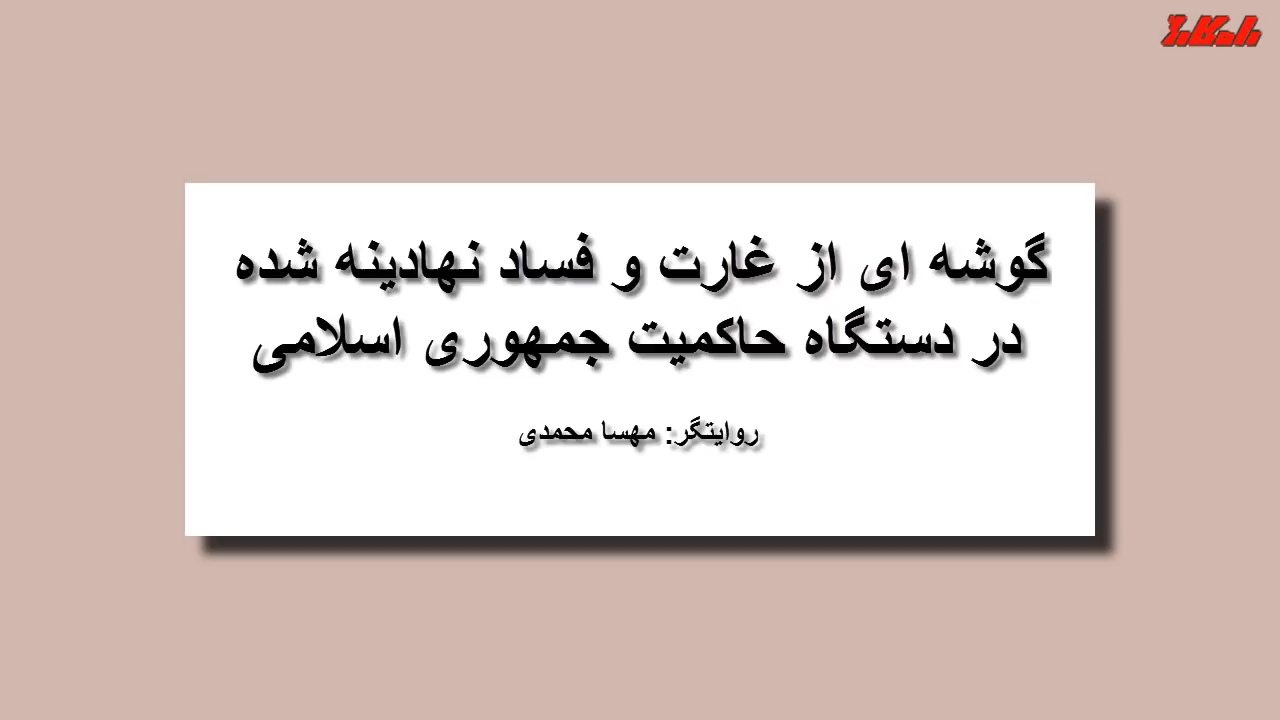 گوشه ای از غارت و فساد نهادینه شده
در دستگاه حاکمیت جمهوری اسلامی
روایتگر: مهسا محمدی